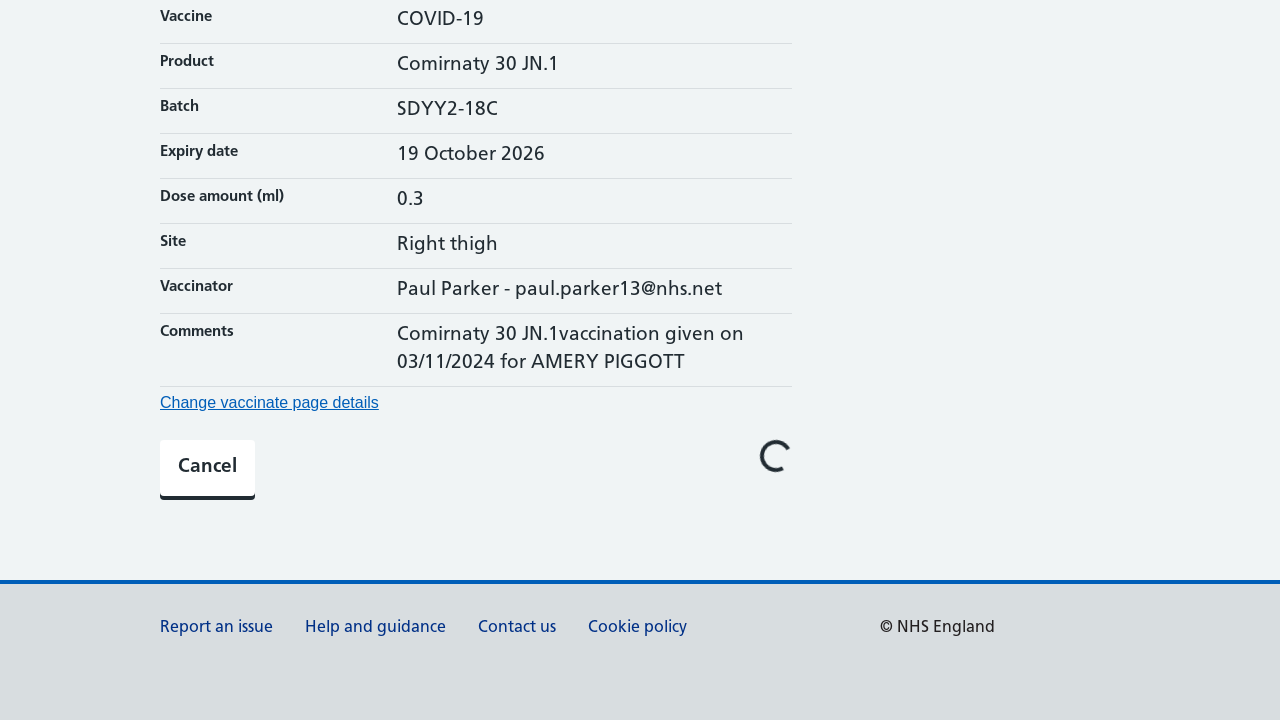 Vaccine COVID-19
Product Comirnaty 30 JN.1
Batch SDYY2-18C
Expiry date 19 October 2026
Dose amount (ml) 0.3
Site Right thigh
Vaccinator Paul Parker - paul.parker13@nhs.net
Comments Comirnaty 30 JN.1vaccination given on
03/11/2024 for AMERY PIGGOTT
Change vaccinate page details
Cancel
Report an issue Help and guidance Contact us Cookie policy © NHS England